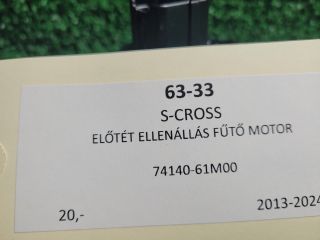 63-33
S-CROSS
ELŐTÉT ELLENÁLLÁS FŰTŐ MOTOR
74140-61M00
20,- 2013-2024